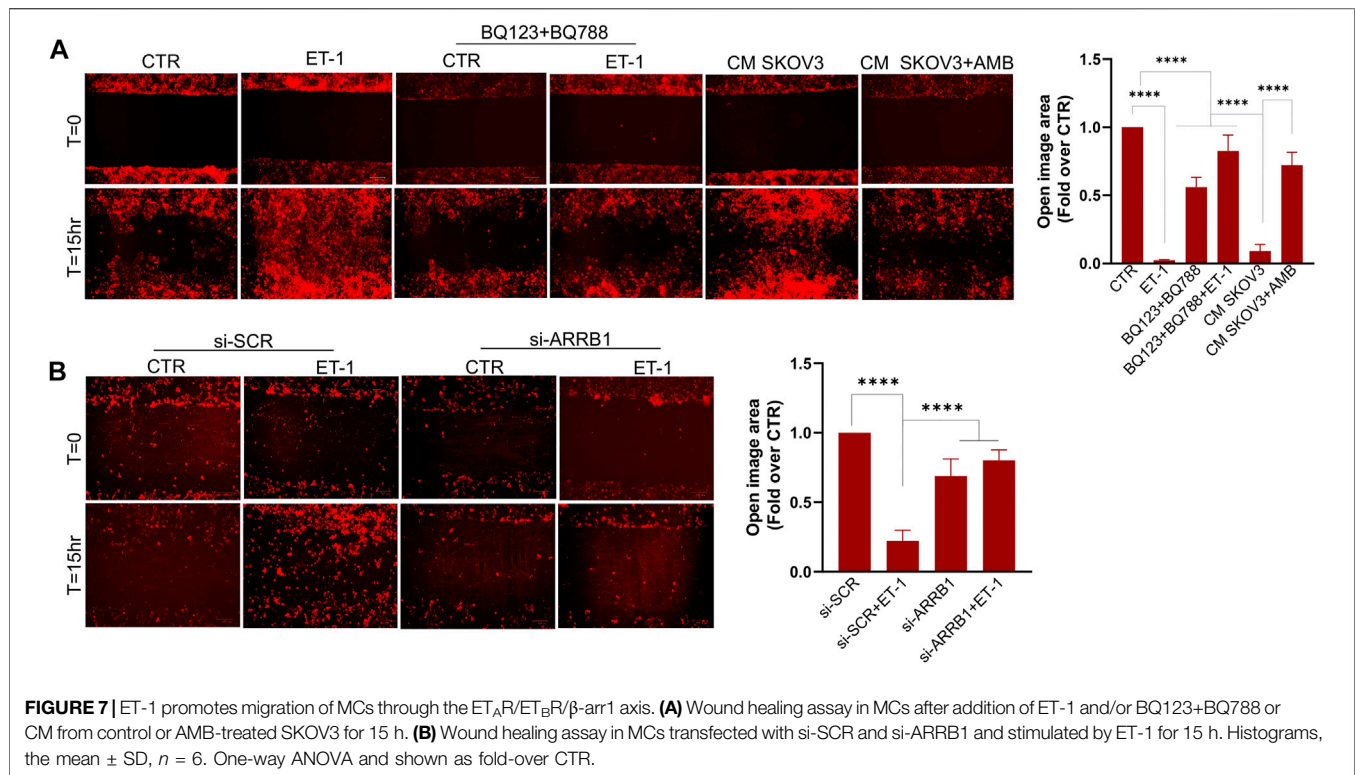 A
BQ123+BQ788
CTR ET-1 CTR ET-1 CM SKOV3 CM SKOV3+AMB
T=0
T=15hr
Open image area
(Fold over CTR)
1.5
1.0
0.5
0.0
****
****
****
****
CTR
ET-1
BQ123+BQ788
BQ123+BQ788+ET-1
CM SKOV3
CM SKOV3+AMB
B
si-SCR si-ARRB1
CTR ET-1 CTR ET-1
T=0
T=15hr
Open image area
(Fold over CTR)
1.5
1.0
0.5
0.0
****
****
si-SCR
si-SCR+ET-1
si-ARRB1
si-ARRB1+ET-1
FIGURE 7 | ET-1 promotes migration of MCs through the ETAR/ETBR/β-arr1 axis. (A) Wound healing assay in MCs after addition of ET-1 and/or BQ123+BQ788 or
CM from control or AMB-treated SKOV3 for 15 h. (B) Wound healing assay in MCs transfected with si-SCR and si-ARRB1 and stimulated by ET-1 for 15 h. Histograms,
the mean ± SD, n = 6. One-way ANOVA and shown as fold-over CTR.